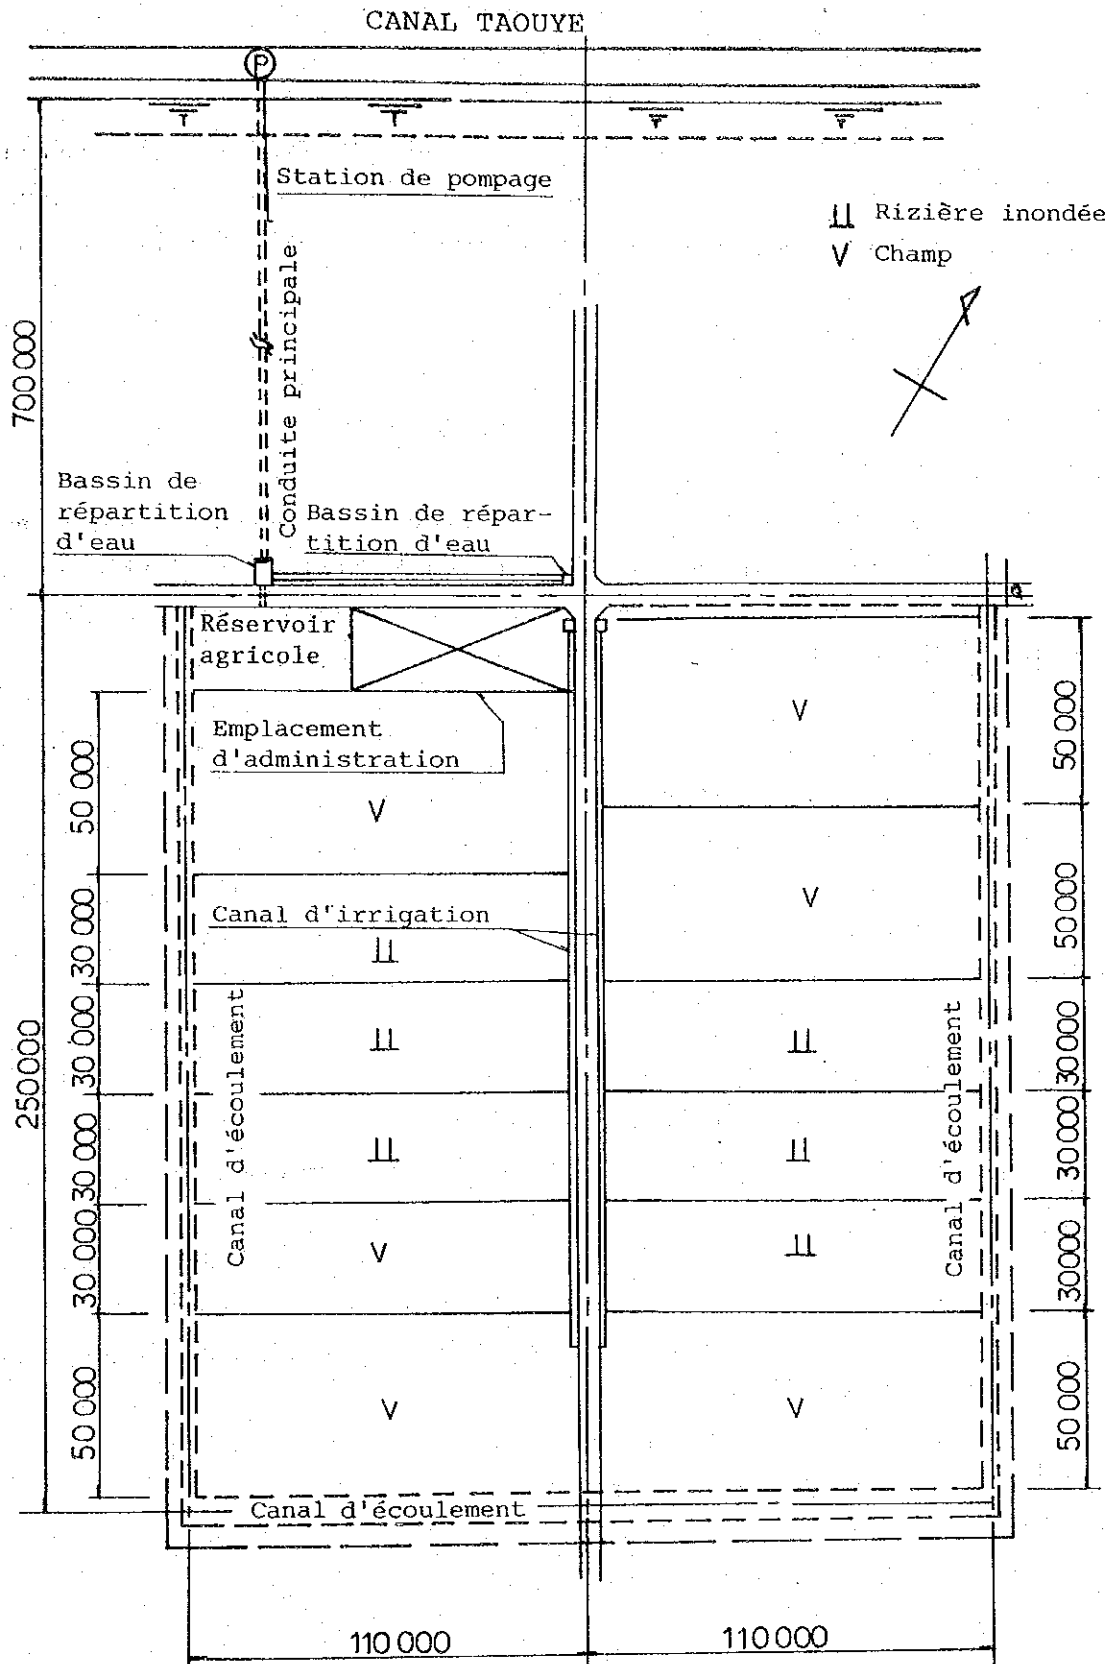 CANAL TAOUYE
P
Station de pompage
Rizière inondée
V Champ
700 000
Conduite principale
Bassin de
répartition
d'eau
Bassin de répar-
tition d'eau
Réservoir
agricole
Emplacement
d'administration
V
V
50 000
50 000
V
50 000
30 000
Canal d'irrigation
250 000
30 000
30 000
30 000
30 000
30 000
30 000
Canal d'écoulement
Canal d'écoulement
V
50 000
50 000
V
V
Canal d'écoulement
110 000
110 000